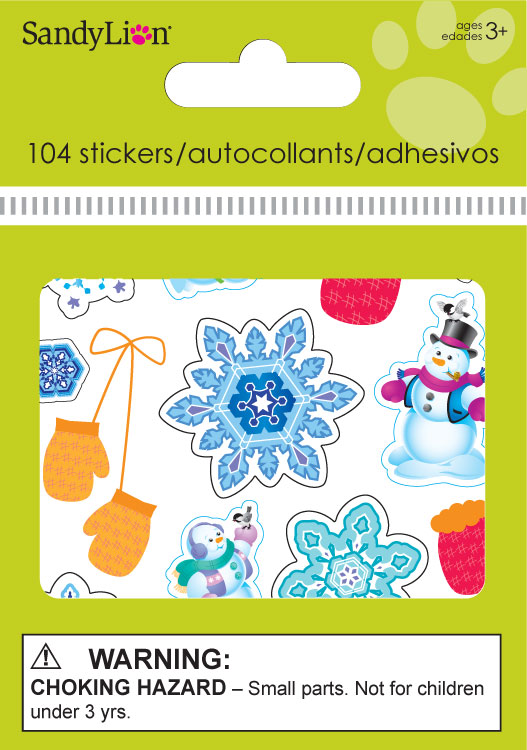 SandyLion
ages
edades 3+
104 stickers/autocollants/adhesivos
WARNING:
CHOKING HAZARD – Small parts. Not for children
under 3 yrs.